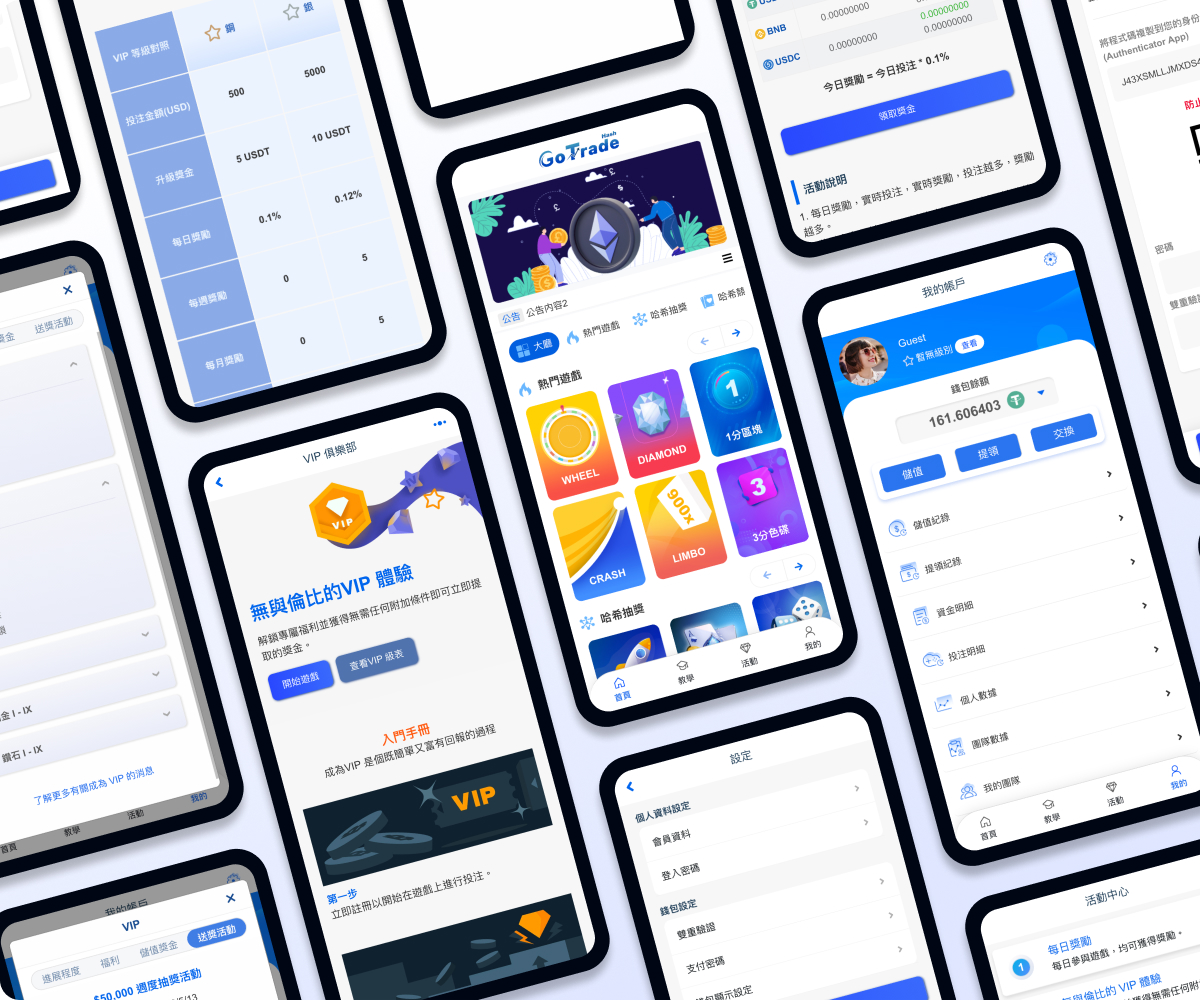 VIP 等級對照
銅
銀
投注金額(USD)
500
5000
升級獎金
5 USDT
10 USDT
每日獎勵
0.1%
0.12%
每週獎勵
0
5
每月獎勵
0
5
BNB
0.00000000
0.00000000
0.00000000
USDC
0.00000000
今日獎勵 = 今日投注 * 0.1%
領取獎金
活動說明
1. 每日獎勵，實時投注，實時獎勵，投注越多，獎勵
越多。
將程式碼複製到您的身份
(Authenticator App)
J43XSMLLJMXDS4
防止
密碼
雙重驗證
送獎活動
金 I - IX
鑽石 I - IX
了解更多有關成為 VIP 的消息
首頁
教學
活動
我的
VIP 俱樂部
VIP
無與倫比的VIP 體驗
解鎖專屬福利並獲得無需任何附加條件即可立即提
取的獎金。
開始遊戲
查看VIP 級表
入門手冊
成為VIP 是個既簡單又富有回報的過程
VIP
第一步
立即註冊以開始在遊戲上進行投注。
GoTrade
Hash
公告
公告内容2
大廳
熱門遊戲
哈希抽獎
哈希頡
熱門遊戲
WHEEL
DIAMOND
1
1分區塊
CRASH
900x
LIMBO
3
3分色碟
哈希抽獎
首頁
教學
活動
我的
我的帳戶
Guest
暫無級別
查看
錢包餘額
161.606403
儲值
提領
交換
儲值紀錄
提領紀錄
資金明細
投注明細
個人數據
團隊數據
我的團隊
首頁
教學
活動
我的
我的帳戶
VIP
進展程度
福利
儲值獎金
送獎活動
$50,000 週度抽獎活動
設定
個人資料設定
會員資料
登入密碼
錢包設定
雙重驗證
支付密碼
錢包顯示設定
活動中心
1
每日獎勵
每日參與遊戲，均可獲得獎勵。
無與倫比的 VIP 體驗